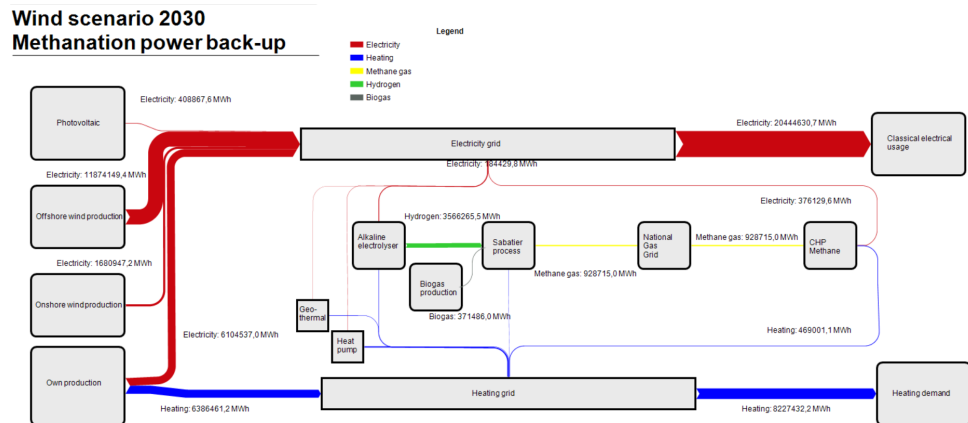 Wind scenario 2030
Methanation power back-up
Legend
Electricity
Heating
Methane gas
Hydrogen
Biogas
Electricity: 408867,6 MWh
Photovoltaic
Electricity: 20444630,7 MWh
Electricity grid
Classical electrical
usage
Electricity: 184429,8 MWh
Electricity: 11874149,4 MWh
Offshore wind production
Electricity: 376129,6 MWh
Hydrogen: 3566265,5 MWh
Alkaline
electrolyser
Sabatier
process
National
Gas
Grid
Methane gas: 928715,0 MWh
CHP
Methane
Electricity: 1680947,2 MWh
Methane gas: 928715,0 MWh
Biogas
production
Onshore wind production
Biogas: 371486,0 MWh
Geo-
thermal
Electricity: 6104537,0 MWh
Heat
pump
Heating: 469001,1 MWh
Own production
Heating grid
Heating demand
Heating: 6386461,2 MWh
Heating: 8227432,2 MWh